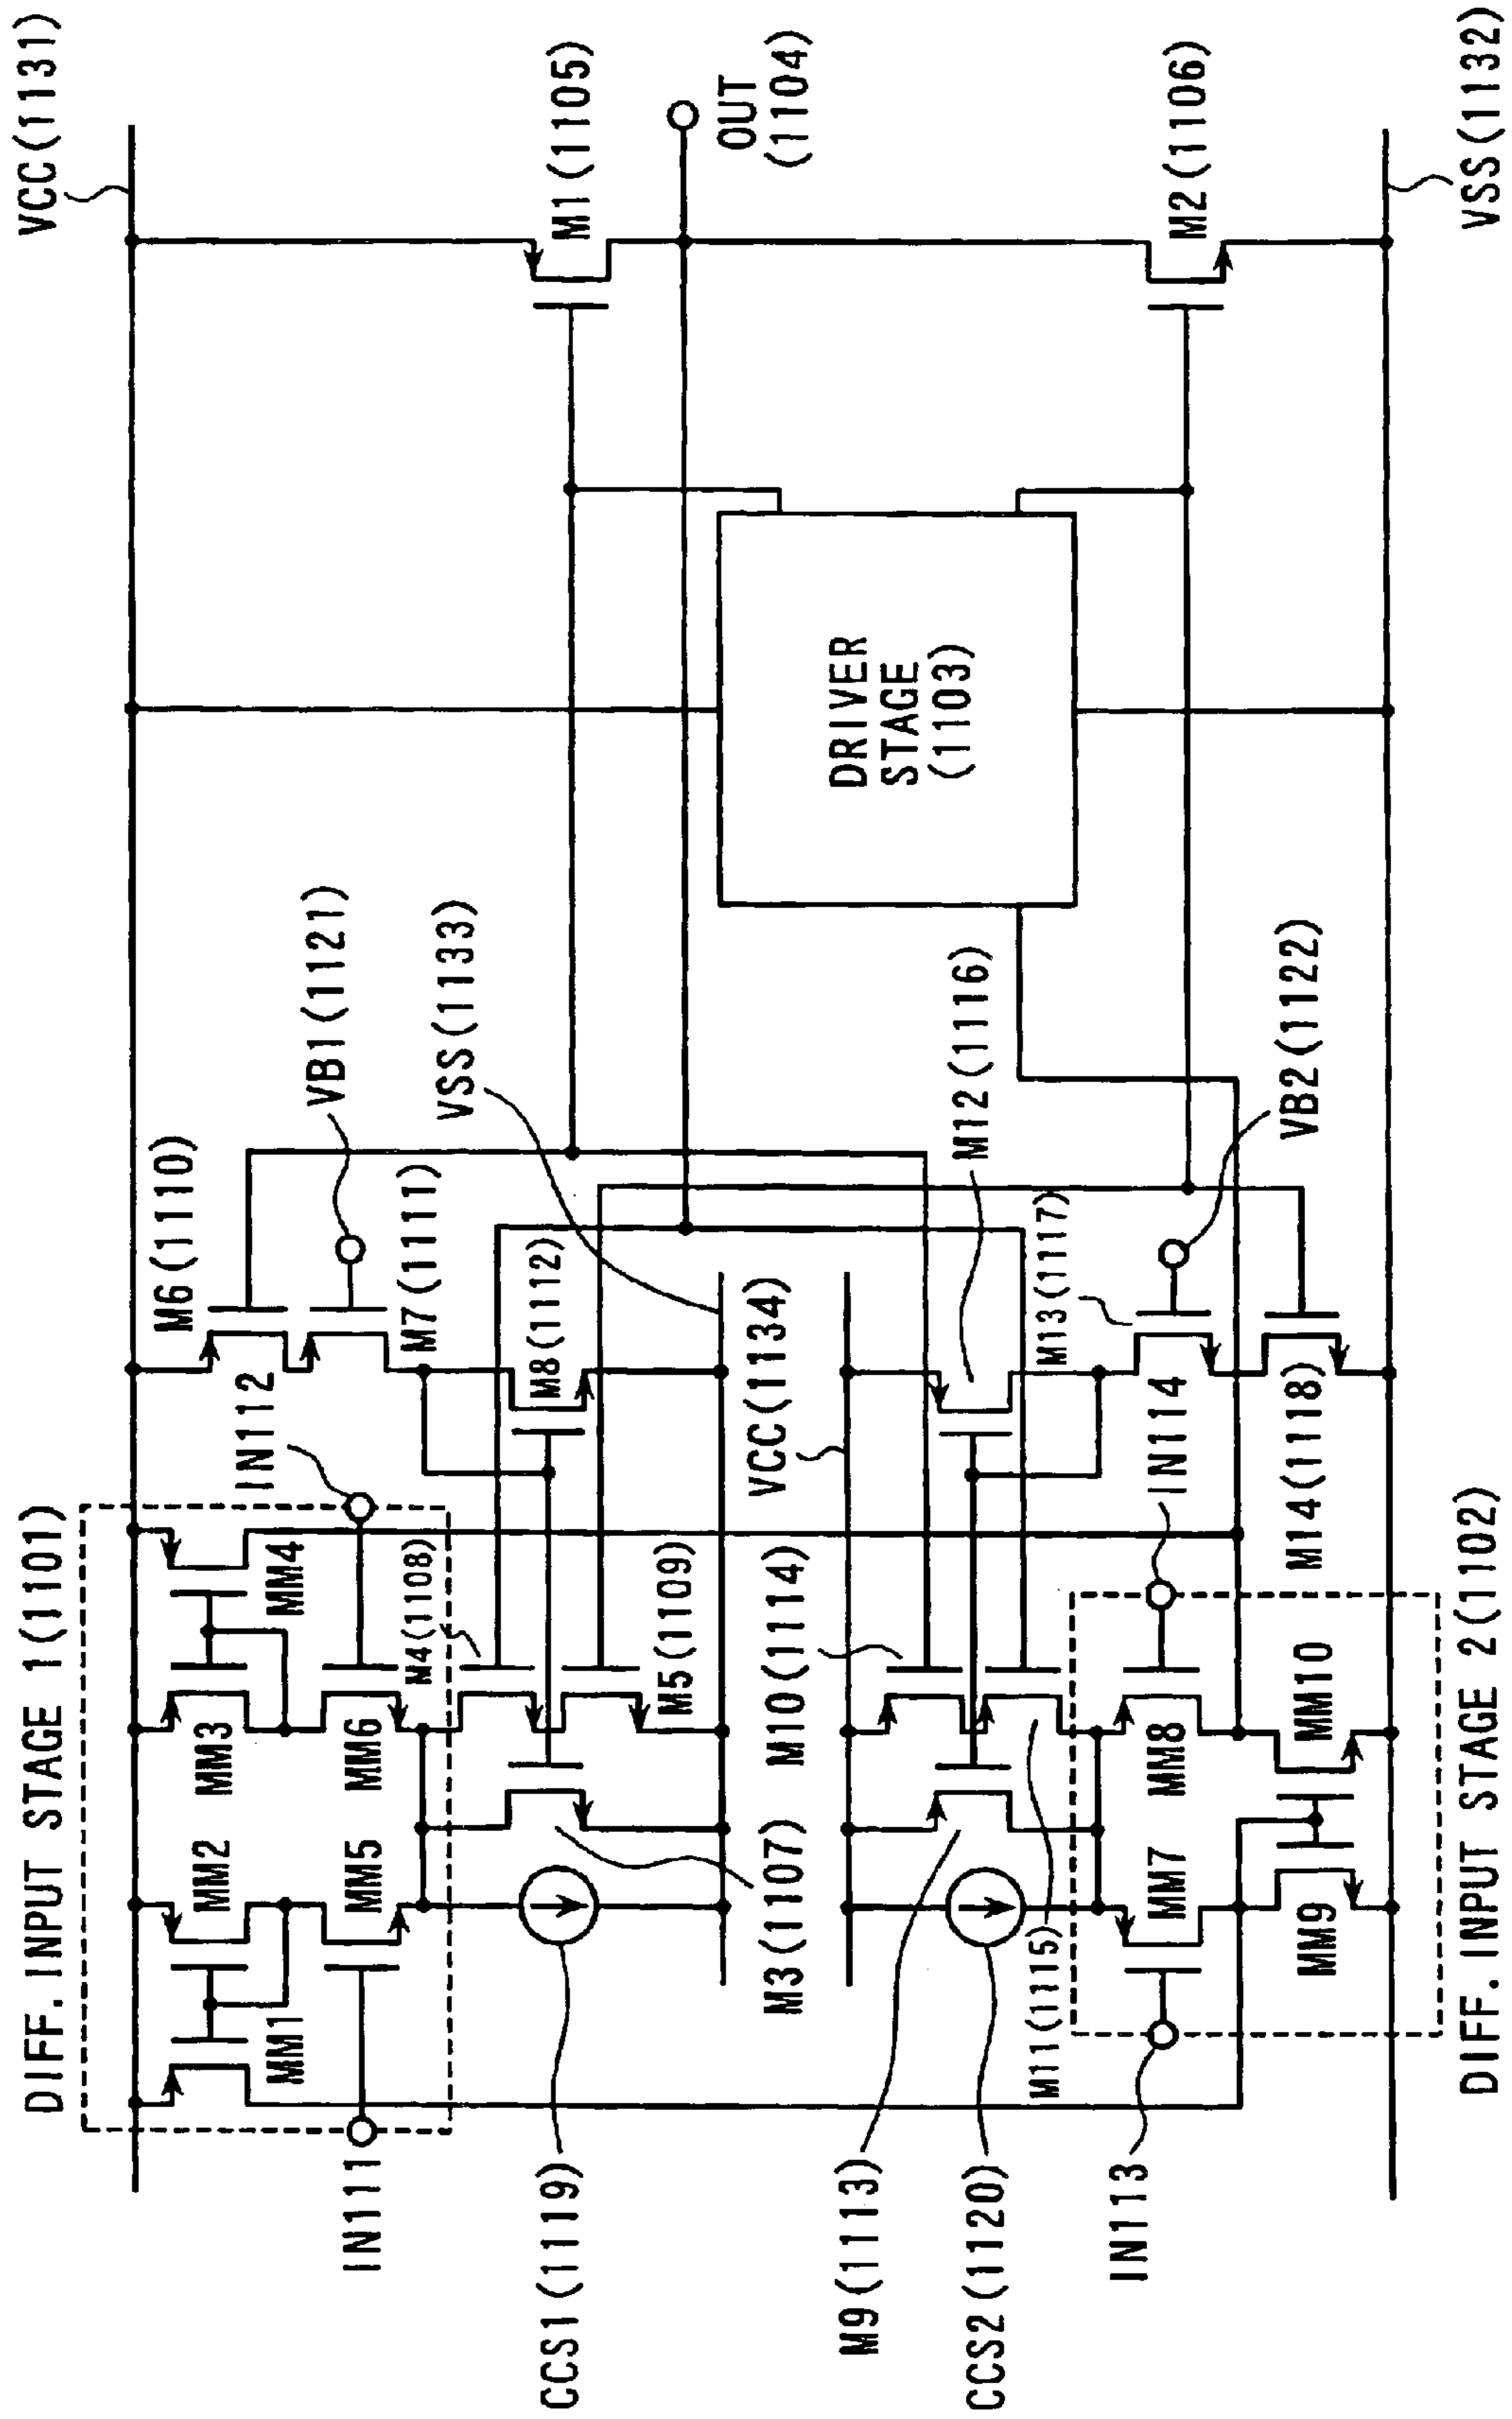 DIFF. INPUT STAGE 1(1101)
VCC(1131)
MM1
MM2
MM3
MM4
MM5
MM6
IN111
IN112
M6(1110)
VB1(1121)
M7(1111)
M4(1108)
M8(1112)
VSS(1133)
M5(1109)
CCS1(1119)
M3(1107)
VCC(1134)
M1(1105)
OUT
(1104)
DRIVER
STAGE
(1103)
M9(1113)
CCS2(1120)
M10(1114)
M11(1115)
M12(1116)
M13(1117)
VB2(1122)
M14(1118)
IN113
IN114
MM7
MM8
MM9
MM10
M2(1106)
VSS(1132)
DIFF. INPUT STAGE 2(1102)